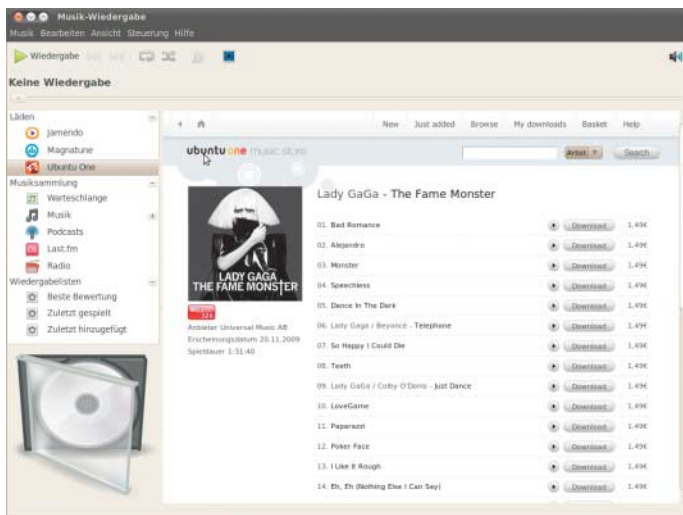 Musik-Wiedergabe
Musik Bearbeiten Ansicht Steuerung Hilfe
Wiedergabe
Keine Wiedergabe
Läden
Jamendo
Magnatune
Ubuntu One
Musiksammlung
Warteschlange
Musik
Podcasts
Last.fm
Radio
Wiedergabelisten
Beste Bewertung
Zuletzt gespielt
Zuletzt hinzugefügt
New Just added Browse My downloads Basket Help
ubuntu one music store
Artist Search
LADY GAGA
THE FAME MONSTER
Anbieter Universal Music AB
Erscheinungsdatum 20.11.2009
Spieldauer 1:31:40
Lady GaGa - The Fame Monster
01. Bad Romance Download 1,49€
02. Alejandro Download 1,49€
03. Monster Download 1,49€
04. Speechless Download 1,49€
05. Dance In The Dark Download 1,49€
06. Lady Gaga / Beyoncé - Telephone Download 1,49€
07. So Happy I Could Die Download 1,49€
08. Teeth Download 1,49€
09. Lady GaGa / Colby O'Donis - Just Dance Download 1,49€
10. LoveGame Download 1,49€
11. Paparazzi Download 1,49€
12. Poker Face Download 1,49€
13. I Like It Rough Download 1,49€
14. Eh, Eh (Nothing Else I Can Say) Download 1,49€